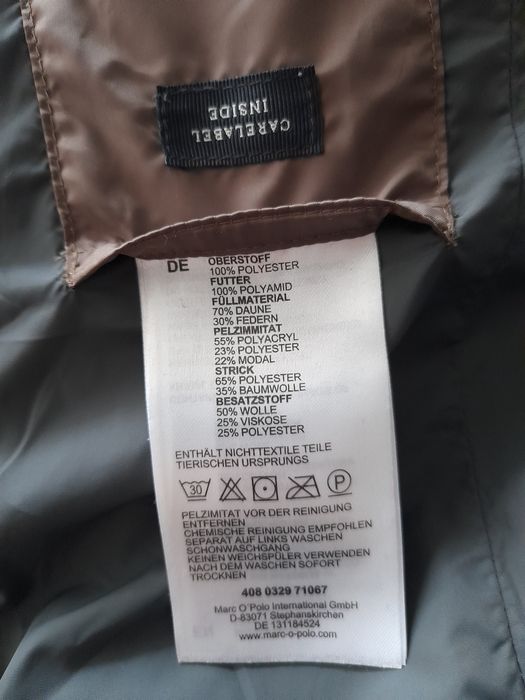 CARELABEL
INSIDE
DE
OBERSTOFF
100% POLYESTER
FUTTER
100% POLYAMID
FÜLLMATERIAL
70% DAUNE
30% FEDERN
PELZIMMITAT
55% POLYACRYL
23% POLYESTER
22% MODAL
STRICK
65% POLYESTER
35% BAUMWOLLE
BESATZSTOFF
50% WOLLE
25% VISKOSE
25% POLYESTER
ENTHÄLT NICHTTEXTILE TEILE
TIERISCHEN URSPRUNGS
30 P
PELZIMITAT VOR DER REINIGUNG
ENTFERNEN
CHEMISCHE REINIGUNG EMPFOHLEN
SEPARAT AUF LINKS WASCHEN
SCHONWASCHGANG
KEINEN WEICHSPÜLER VERWENDEN
NACH DEM WASCHEN SOFORT
TROCKNEN
408 0329 71067
Marc O'Polo International GmbH
D-83071 Stephanskirchen
DE 131184524
www.marc-o-polo.com